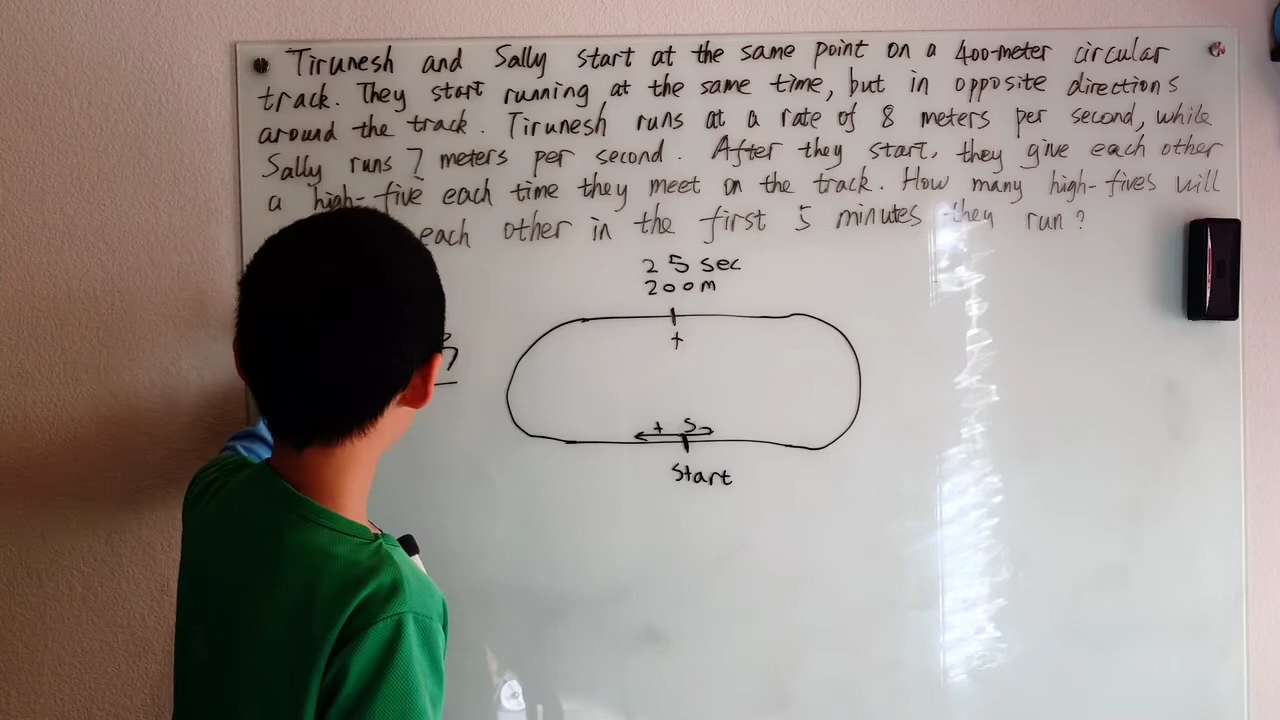 Tirunesh and Sally start at the same point on a 400-meter circular
track. They start running at the same time, but in opposite directions
around the track. Tirunesh runs at a rate of 8 meters per second, while
Sally runs 7 meters per second. After they start, they give each other
a high-five each time they meet on the track. How many high-fives will
each other in the first 5 minutes they run?
25 sec
200m
t
t S
Start